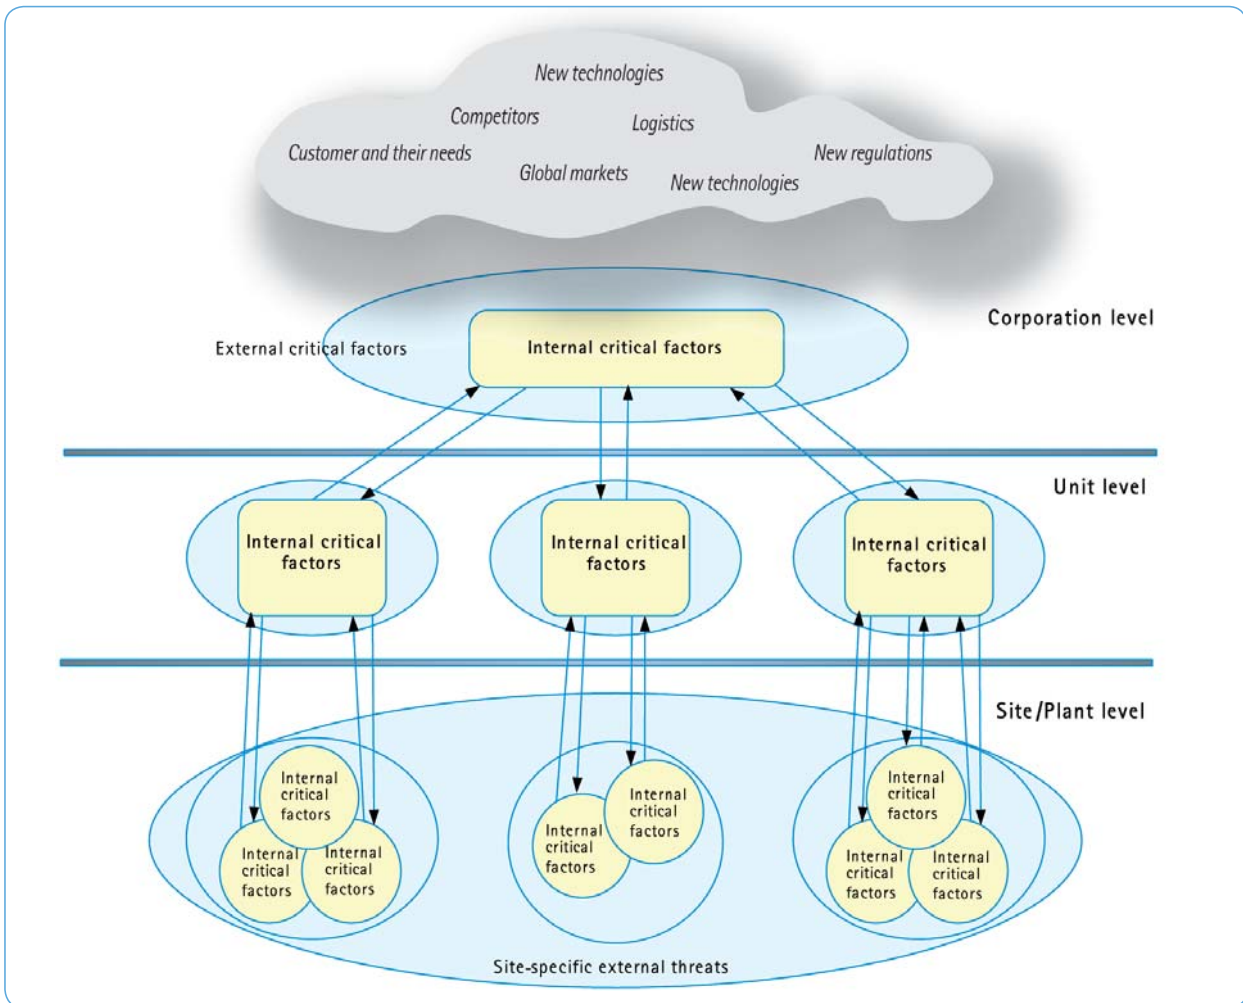 New technologies
Competitors
Logistics
Customer and their needs
New regulations
Global markets
New technologies
Corporation level
External critical factors
Internal critical factors
Unit level
Internal critical
factors
Internal critical
factors
Internal critical
factors
Site/Plant level
Internal
critical
factors
Internal
critical
factors
Internal
critical
factors
Internal
critical
factors
Internal
critical
factors
Internal
critical
factors
Internal
critical
factors
Internal
critical
factors
Site-specific external threats